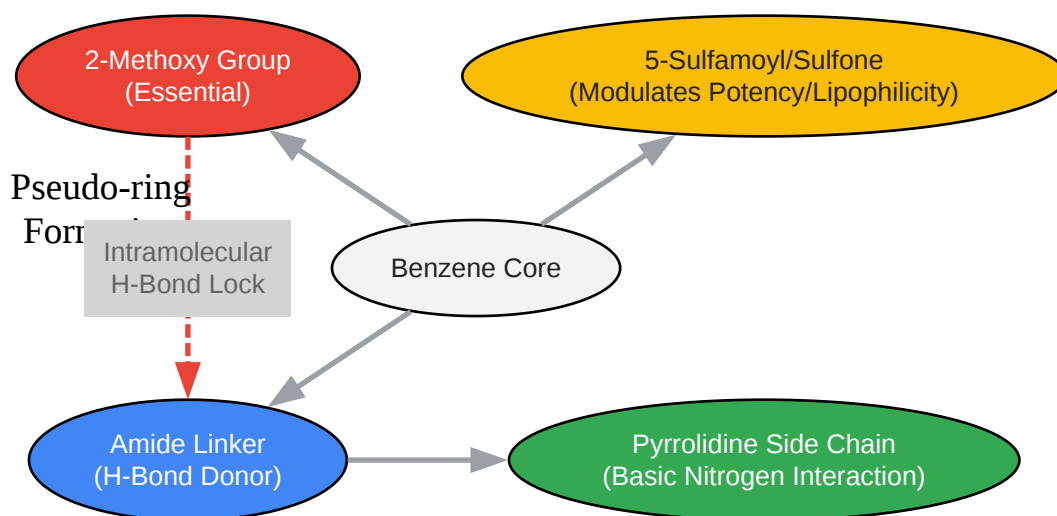 2-Methoxy Group
(Essential)
5-Sulfamoyl/Sulfone
(Modulates Potency/Lipophilicity)
Pseudo-ring
Intramolecular
H-Bond Lock
Benzene Core
Amide Linker
(H-Bond Donor)
Pyrrolidine Side Chain
(Basic Nitrogen Interaction)